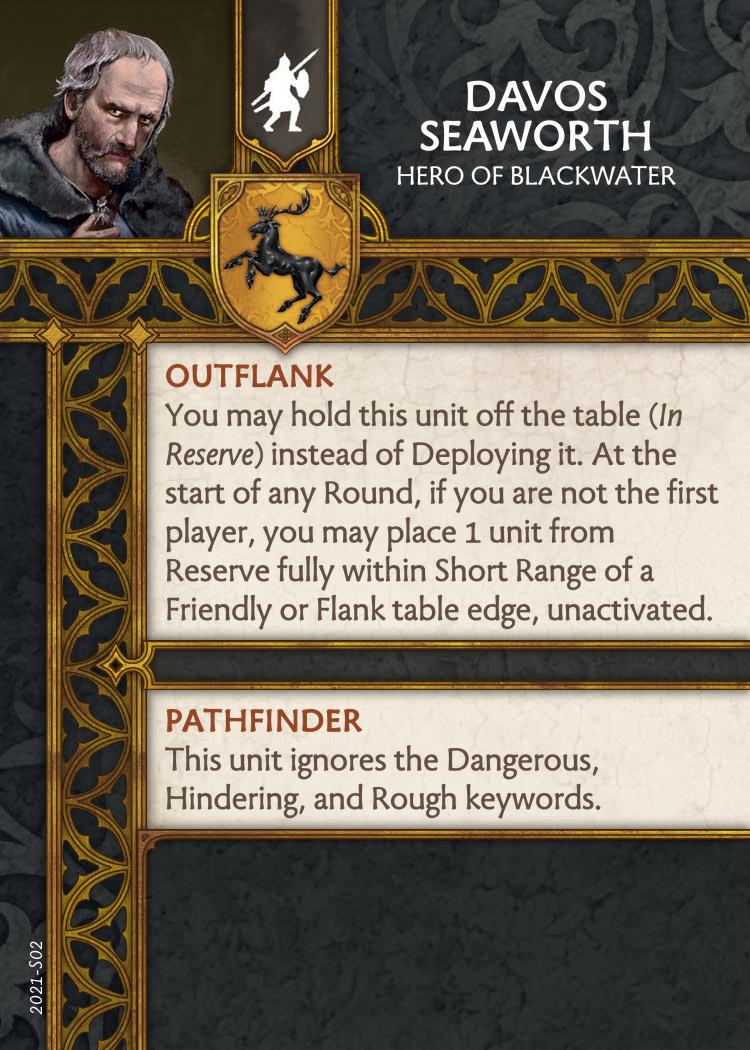 DAVOS
SEAWORTH
HERO OF BLACKWATER
OUTFLANK
You may hold this unit off the table (In
Reserve) instead of Deploying it. At the
start of any Round, if you are not the first
player, you may place 1 unit from
Reserve fully within Short Range of a
Friendly or Flank table edge, unactivated.
PATHFINDER
This unit ignores the Dangerous,
Hindering, and Rough keywords.
2021-S02